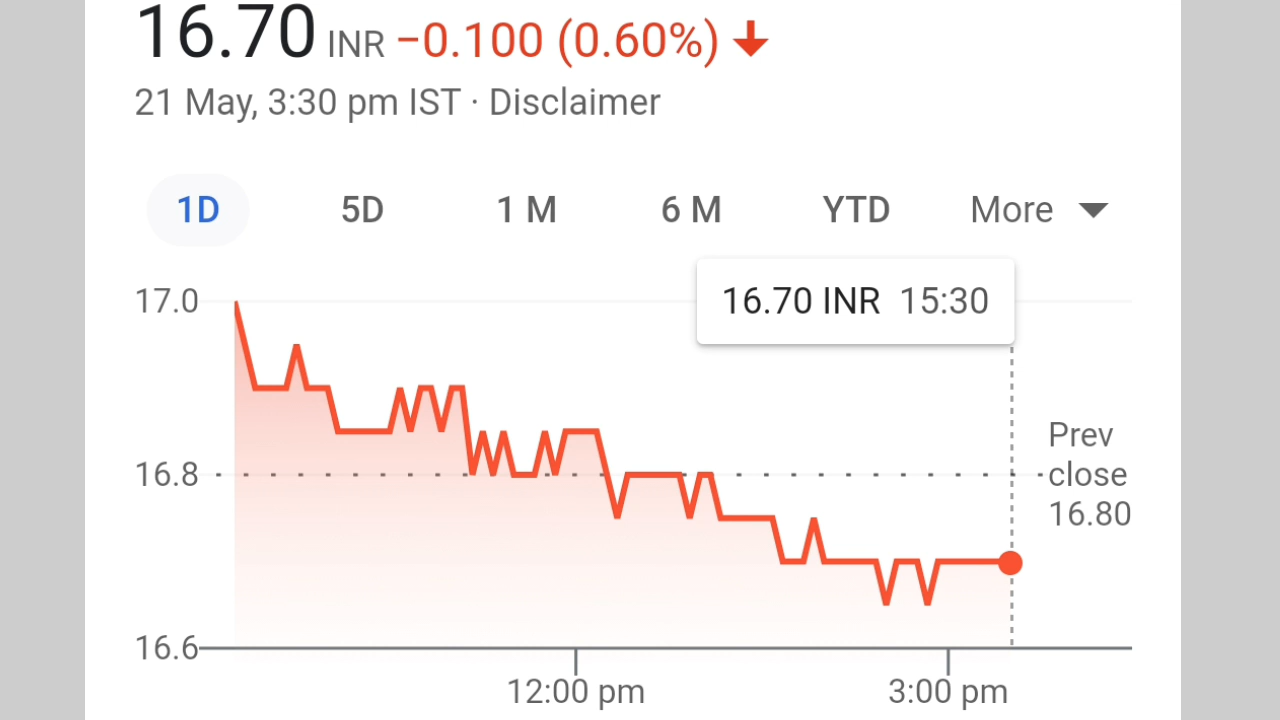 16.70 INR −0.100 (0.60%)
21 May, 3:30 pm IST · Disclaimer
1D 5D 1 M 6 M YTD More
17.0
16.70 INR 15:30
16.8
Prev
close
16.80
16.6
12:00 pm 3:00 pm